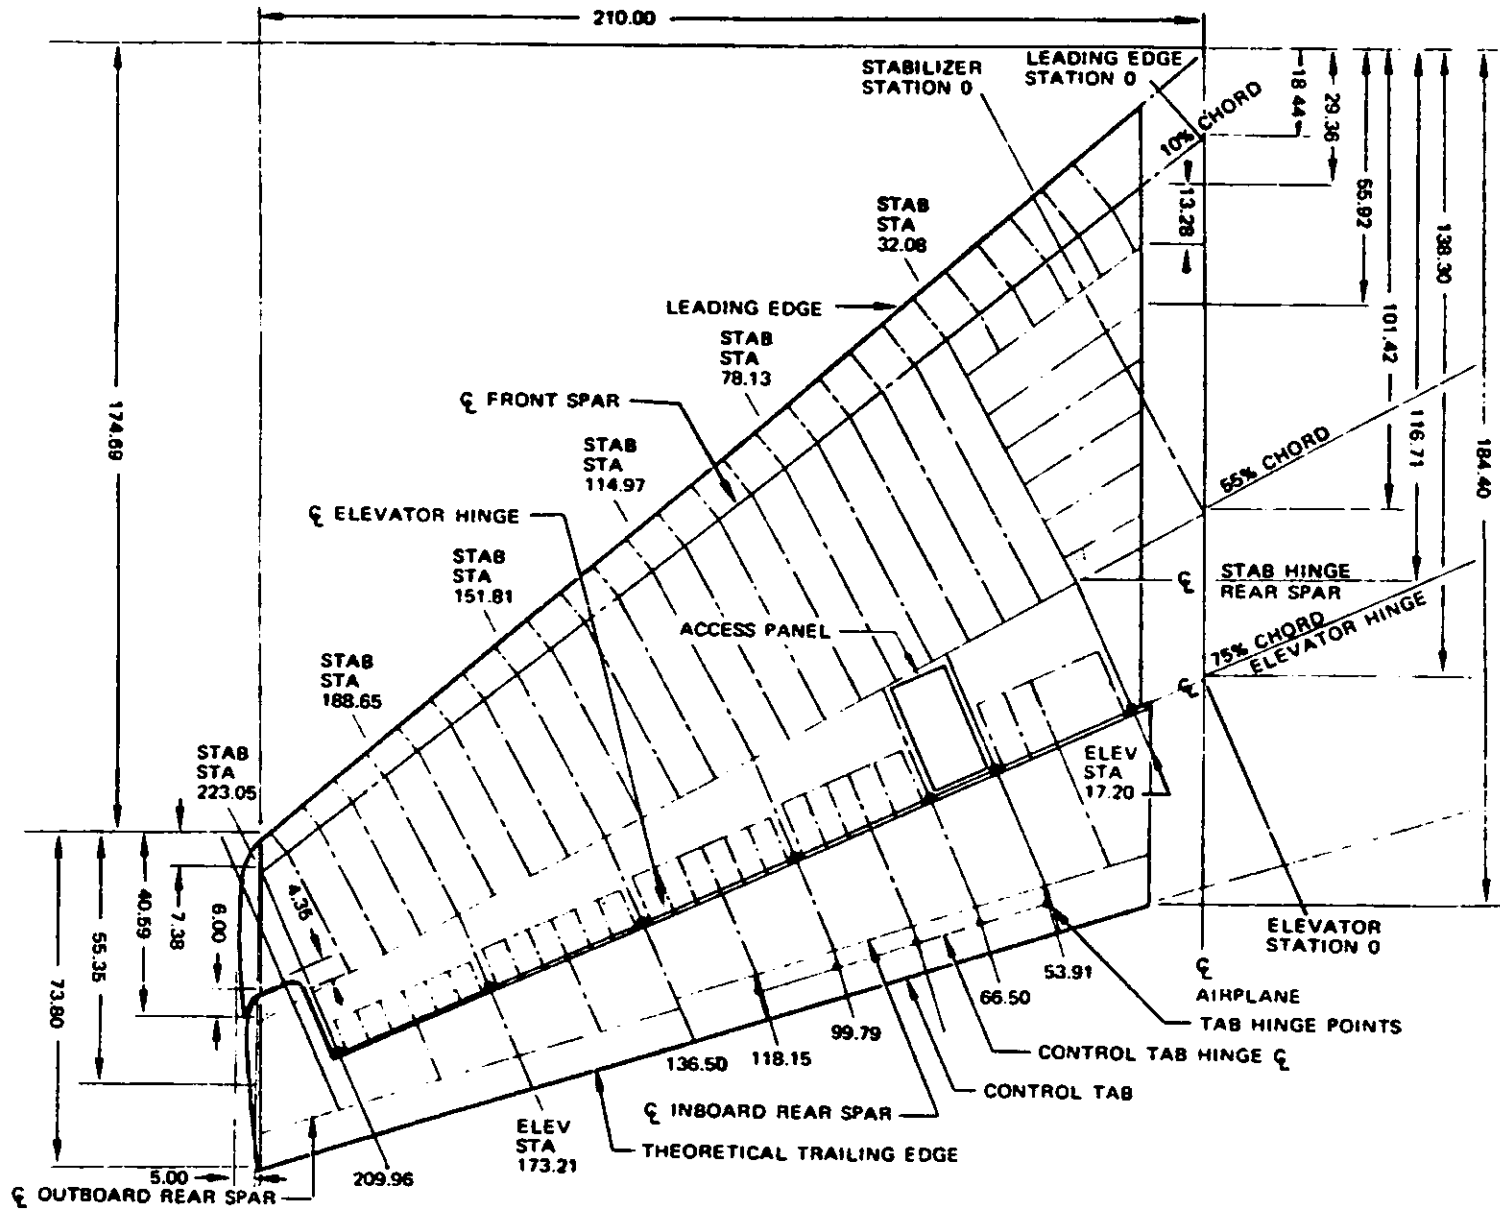 210.00
STABILIZER
STATION 0
LEADING EDGE
STATION 0
10% CHORD
18.44
29.36
13.28
55.92
138.30
101.42
116.71
184.40
174.69
STAB
STA
32.08
LEADING EDGE
STAB
STA
78.13
℄ FRONT SPAR
STAB
STA
114.97
℄ ELEVATOR HINGE
STAB
STA
151.81
55% CHORD
℄ STAB HINGE
REAR SPAR
75% CHORD
℄ ELEVATOR HINGE
ACCESS PANEL
STAB
STA
188.65
STAB
STA
223.05
ELEV
STA
17.20
4.36
6.00
7.38
40.59
55.35
73.80
ELEVATOR
STATION 0
℄
AIRPLANE
TAB HINGE POINTS
53.91
66.50
99.79
118.15
136.50
CONTROL TAB HINGE ℄
CONTROL TAB
℄ INBOARD REAR SPAR
ELEV
STA
173.21
THEORETICAL TRAILING EDGE
209.96
5.00
℄ OUTBOARD REAR SPAR